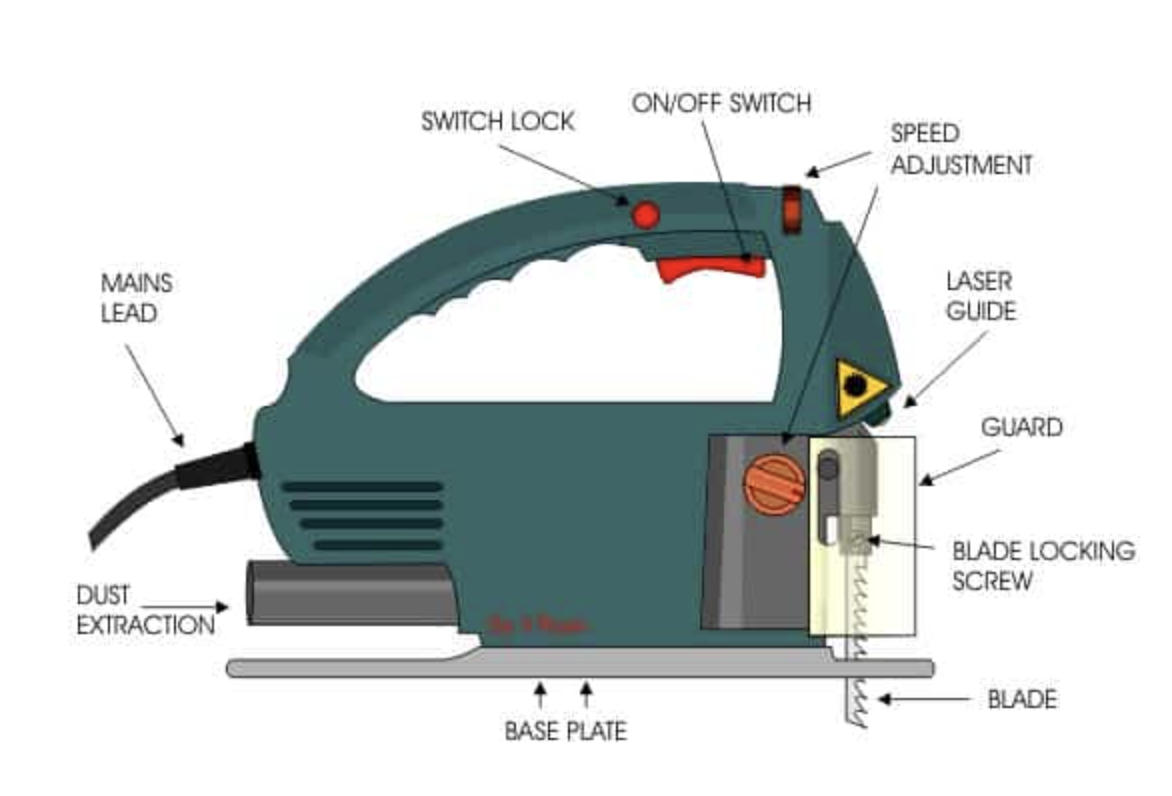 ON/OFF SWITCH
SWITCH LOCK
SPEED
ADJUSTMENT
MAINS
LEAD
LASER
GUIDE
GUARD
BLADE LOCKING
SCREW
DUST
EXTRACTION
BLADE
BASE PLATE